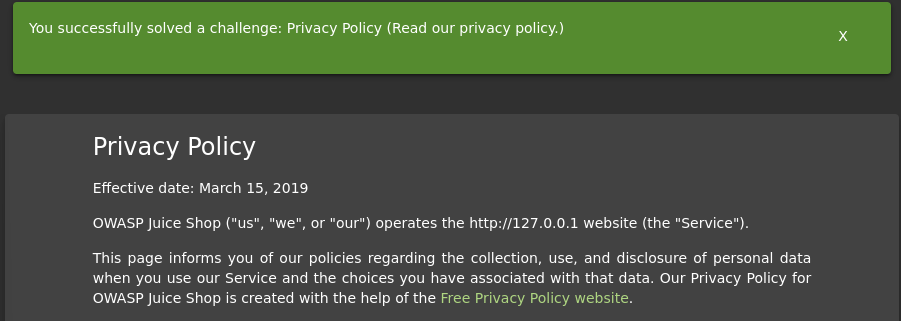 You successfully solved a challenge: Privacy Policy (Read our privacy policy.)
X
Privacy Policy
Effective date: March 15, 2019
OWASP Juice Shop ("us", "we", or "our") operates the http://127.0.0.1 website (the "Service").
This page informs you of our policies regarding the collection, use, and disclosure of personal data
when you use our Service and the choices you have associated with that data. Our Privacy Policy for
OWASP Juice Shop is created with the help of the Free Privacy Policy website.